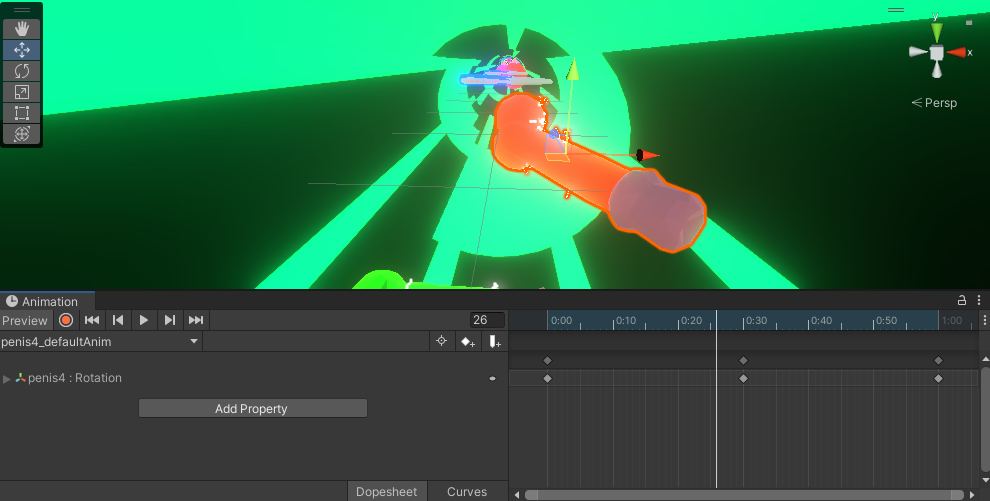 y
x
Persp
Animation
Preview
26
0:00
0:10
0:20
0:30
0:40
0:50
1:00
penis4_defaultAnim
penis4 : Rotation
Add Property
Dopesheet
Curves